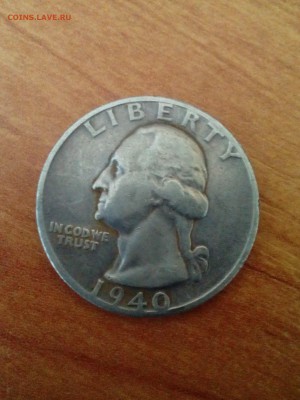 COINS.LAVE.RU
LIBERTY
IN GOD WE
TRUST
1940